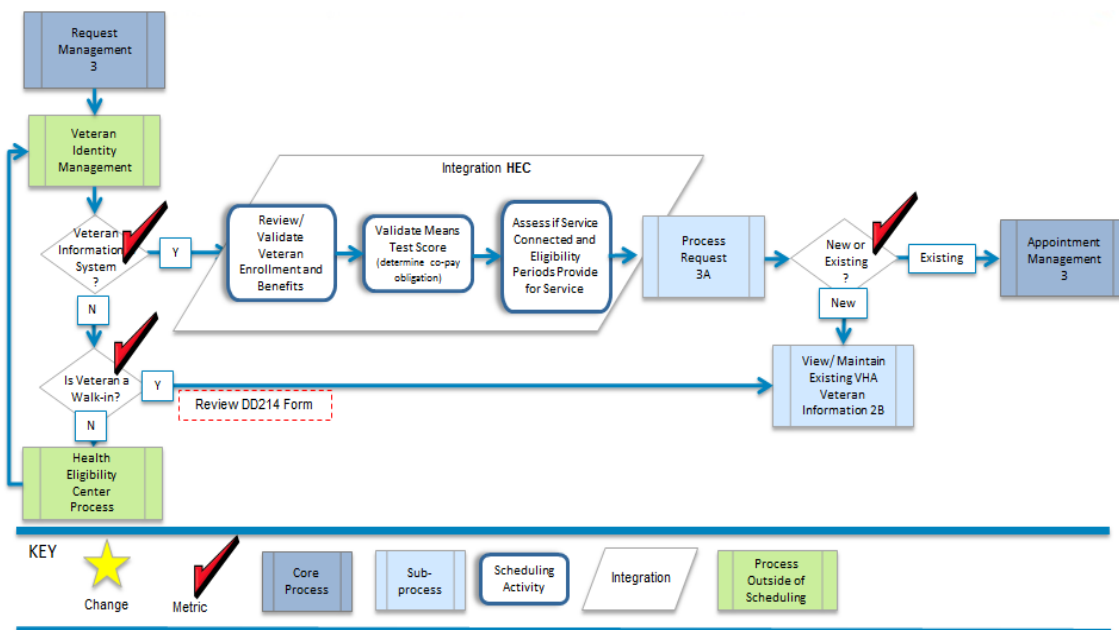 Request
Management
3
Veteran
Identity
Management
Veteran
Information
System
?
Y
N
Is Veteran a
Walk-in?
Y
N
Review DD214 Form
Health
Eligibility
Center
Process
Integration HEC
Review/
Validate
Veteran
Enrollment and
Benefits
Validate Means
Test Score
(determine co-pay
obligation)
Assess if Service
Connected and
Eligibility
Periods Provide
for Service
Process
Request
3A
New or
Existing
?
Existing
New
Appointment
Management
3
View/ Maintain
Existing VHA
Veteran
Information 2B
KEY
Change
Metric
Core
Process
Sub-
process
Scheduling
Activity
Integration
Process
Outside of
Scheduling